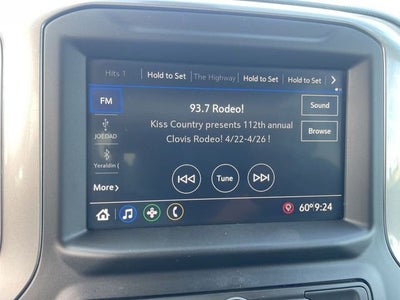 Hits 1 Hold to Set The Highway Hold to Set Hold to Set
FM
93.7 Rodeo!
Sound
Kiss Country presents 112th annual
Clovis Rodeo! 4/22-4/26 !
Browse
JOEDAD
Yeraldin (
More
Tune
60° 9:24